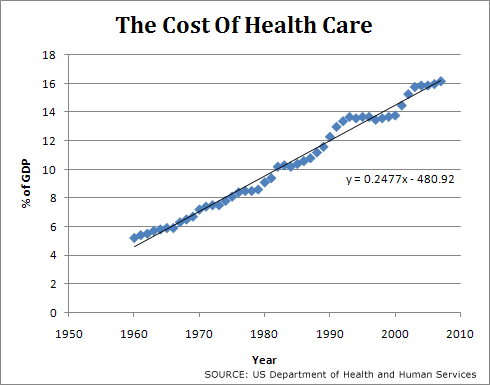 The Cost Of Health Care
18
16
14
12
10
8
6
4
2
0
% of GDP
y = 0.2477x - 480.92
1950 1960 1970 1980 1990 2000 2010
Year
SOURCE: US Department of Health and Human Services